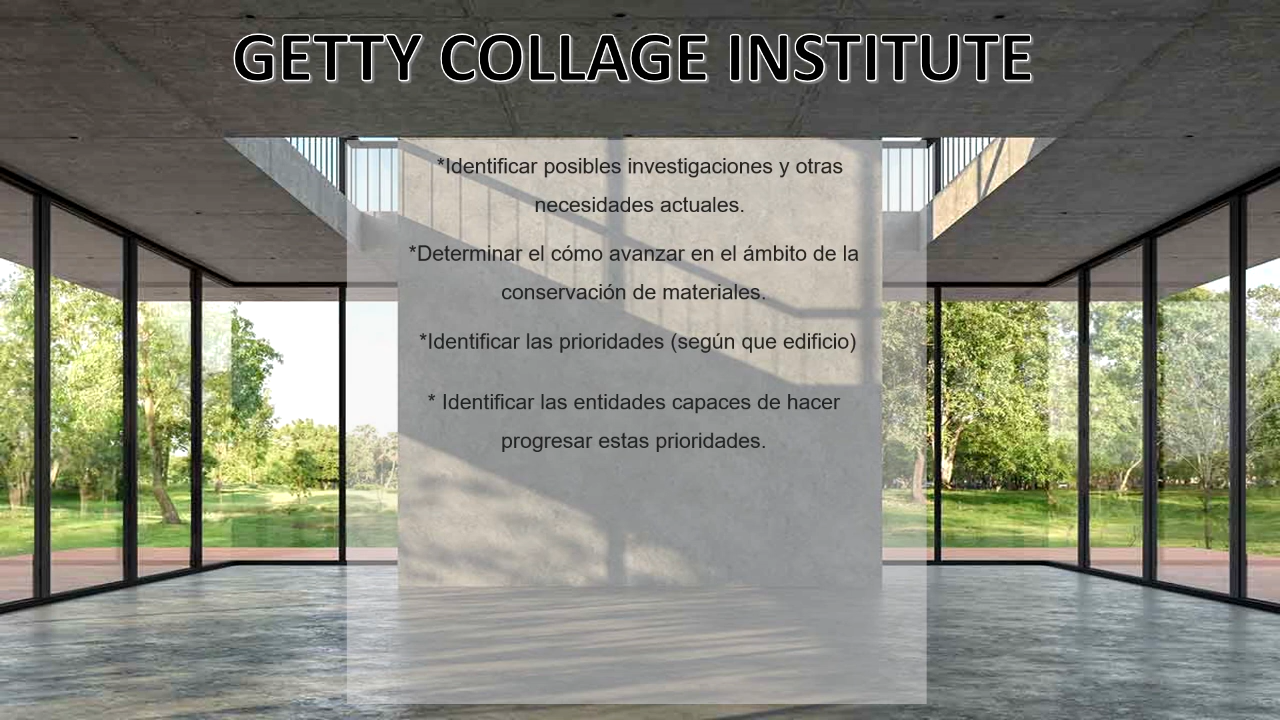 GETTY COLLAGE INSTITUTE
*Identificar posibles investigaciones y otras
necesidades actuales.
*Determinar el cómo avanzar en el ámbito de la
conservación de materiales.
*Identificar las prioridades (según que edificio)
* Identificar las entidades capaces de hacer
progresar estas prioridades.